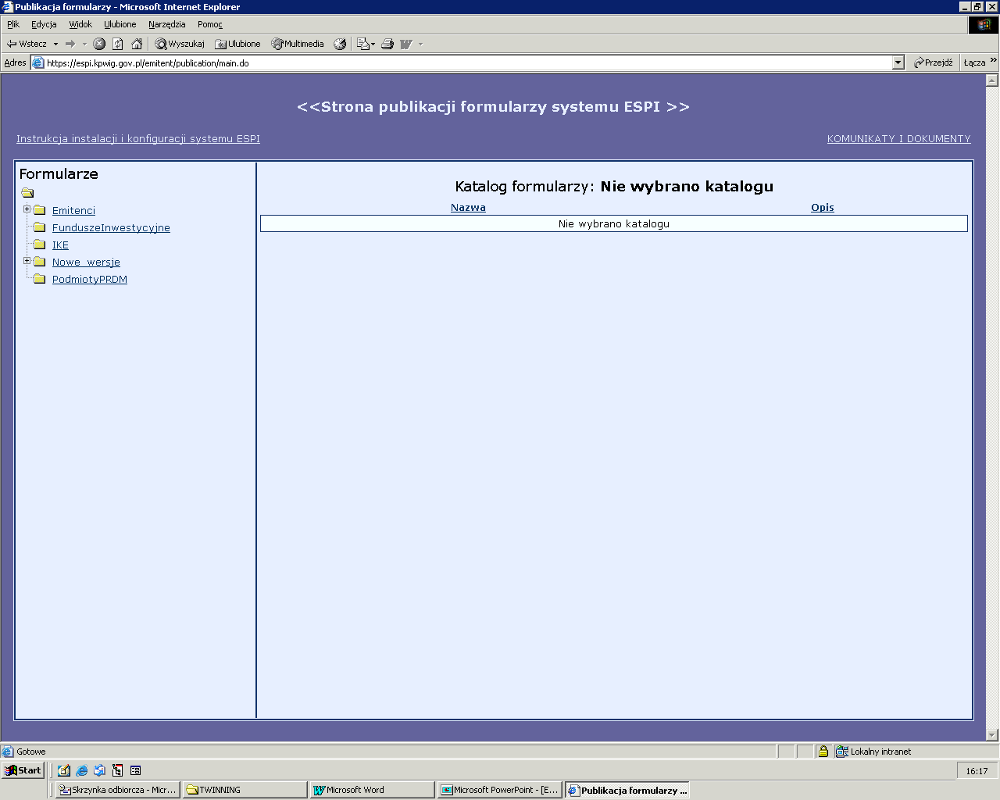 Publikacja formularzy - Microsoft Internet Explorer
Plik Edycja Widok Ulubione Narzędzia Pomoc
Wstecz Wyszukaj Ulubione Multimedia
Adres https://espi.kpwig.gov.pl/emitent/publication/main.do Przejdź Łącza »
<<Strona publikacji formularzy systemu ESPI >>
Instrukcja instalacji i konfiguracji systemu ESPI KOMUNIKATY I DOKUMENTY
Formularze
Katalog formularzy: Nie wybrano katalogu
Nazwa Opis
Nie wybrano katalogu
Emitenci
FunduszeInwestycyjne
IKE
Nowe_wersje
PodmiotyPRDM
Gotowe Lokalny intranet
Start 16:17
Skrzynka odbiorcza - Micr... TWINNING Microsoft Word Microsoft PowerPoint - [E... Publikacja formularzy ...